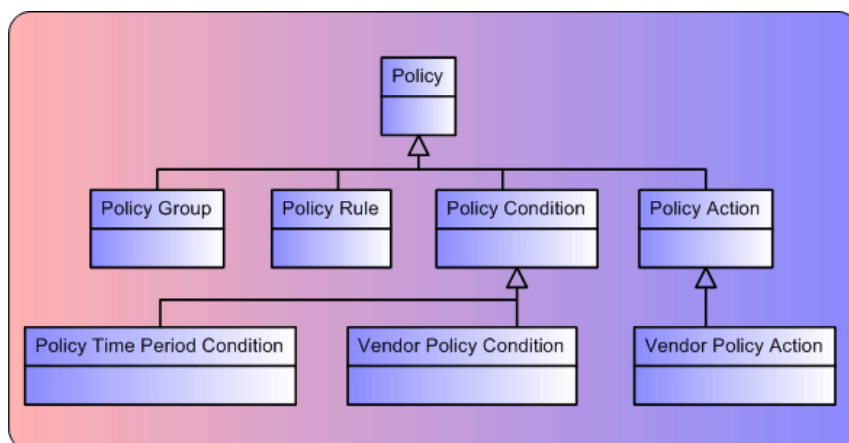 Policy
Policy Group
Policy Rule
Policy Condition
Policy Action
Policy Time Period Condition
Vendor Policy Condition
Vendor Policy Action